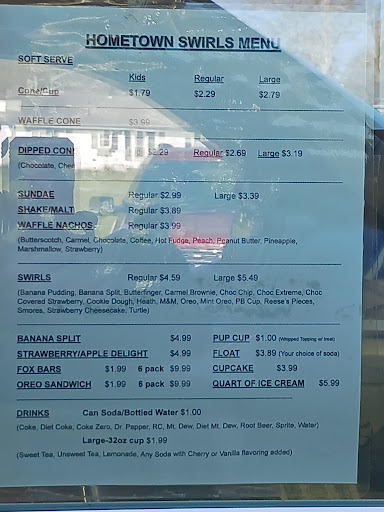 HOMETOWN SWIRLS MENU
SOFT SERVE
Kids Regular Large
Cone/Cup $1.79 $2.29 $2.79
WAFFLE CONE $3.99
DIPPED CONE $2.29 Regular $2.69 Large $3.19
(Chocolate,
SUNDAE Regular $2.99 Large $3.39
SHAKE/MALT Regular $3.89
WAFFLE NACHOS Regular $3.99
(Butterscotch, Carmel, Chocolate, Coffee, Hot Fudge, Peach, Peanut Butter, Pineapple,
Marshmallow, Strawberry)
SWIRLS Regular $4.59 Large $5.49
(Banana Pudding, Banana Split, Butterfinger, Carmel Brownie, Choc Chip, Choc Extreme, Choc
Covered Strawberry, Cookie Dough, Heath, M&M, Oreo, Mint Oreo, PB Cup, Reese's Pieces,
Smores, Strawberry Cheesecake, Turtle)
BANANA SPLIT $4.99 PUP CUP $1.00 (Whipped Topping w/ treat)
STRAWBERRY/APPLE DELIGHT $4.99 FLOAT $3.89 (Your choice of soda)
FOX BARS $1.99 6 pack $9.99 CUPCAKE $3.99
OREO SANDWICH $1.99 6 pack $9.99 QUART OF ICE CREAM $5.99
DRINKS Can Soda/Bottled Water $1.00
(Coke, Diet Coke, Coke Zero, Dr. Pepper, RC, Mt. Dew, Diet Mt. Dew, Root Beer, Sprite, Water)
Large-32oz cup $1.99
(Sweet Tea, Unsweet Tea, Lemonade, Any Soda with Cherry or Vanilla flavoring added)